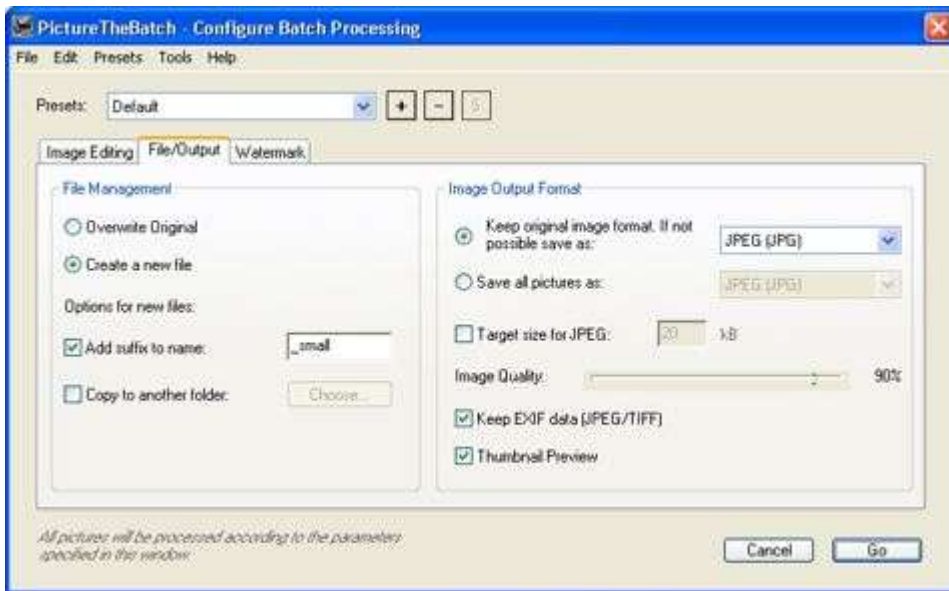 PictureTheBatch - Configure Batch Processing
File Edit Presets Tools Help
Presets: Default + - S
Image Editing File/Output Watermark
File Management
Overwrite Original
Create a new file
Options for new files:
Add suffix to name: _small
Copy to another folder: Choose...
Image Output Format
Keep original image format. If not
possible save as: JPEG (JPG)
Save all pictures as: JPEG (JPG)
Target size for JPEG: 20 kB
Image Quality: 90%
Keep EXIF data (JPEG/TIFF)
Thumbnail Preview
All pictures will be processed according to the parameters
specified in this window.
Cancel Go